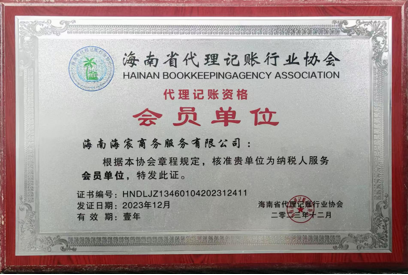 海南省代理记账行业协会
HAINAN BOOKKEEPINGAGENCY ASSOCIATION
代理记账资格
会员单位
海南海宸商务服务有限公司：
根据本协会章程规定，核准贵单位为纳税人服务
会员单位，特发此证。
证书编号：HNDLJZ13460104202312411
发证日期：2023年12月
有效期：壹年
海南省代理记账行业协会
二〇二三年十二月